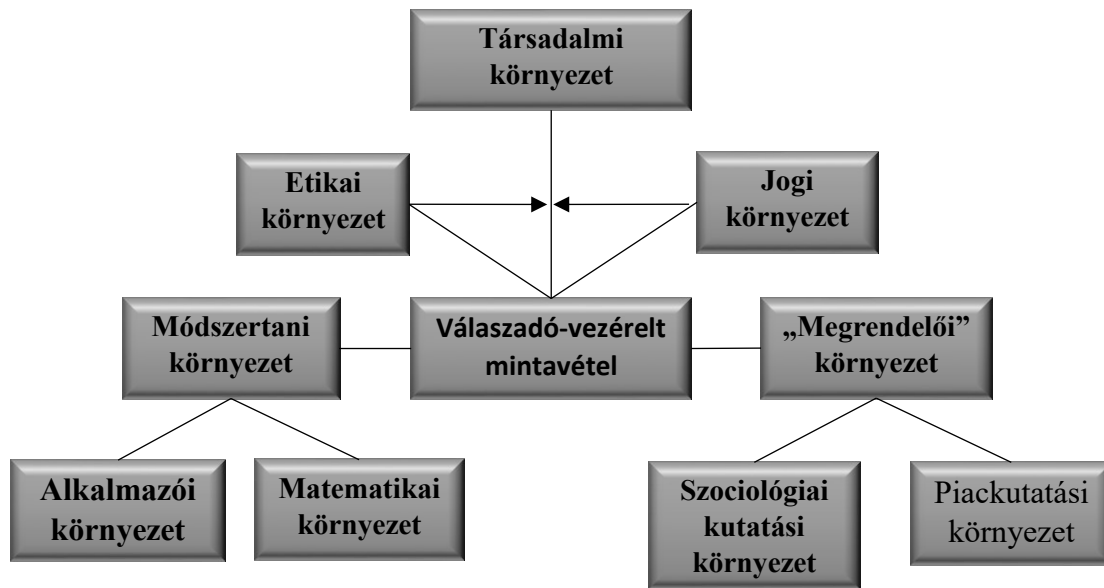 Társadalmi
környezet
Etikai
környezet
Jogi
környezet
Módszertani
környezet
Válaszadó-vezérelt
mintavétel
„Megrendelői”
környezet
Alkalmazói
környezet
Matematikai
környezet
Szociológiai
kutatási
környezet
Piackutatási
környezet